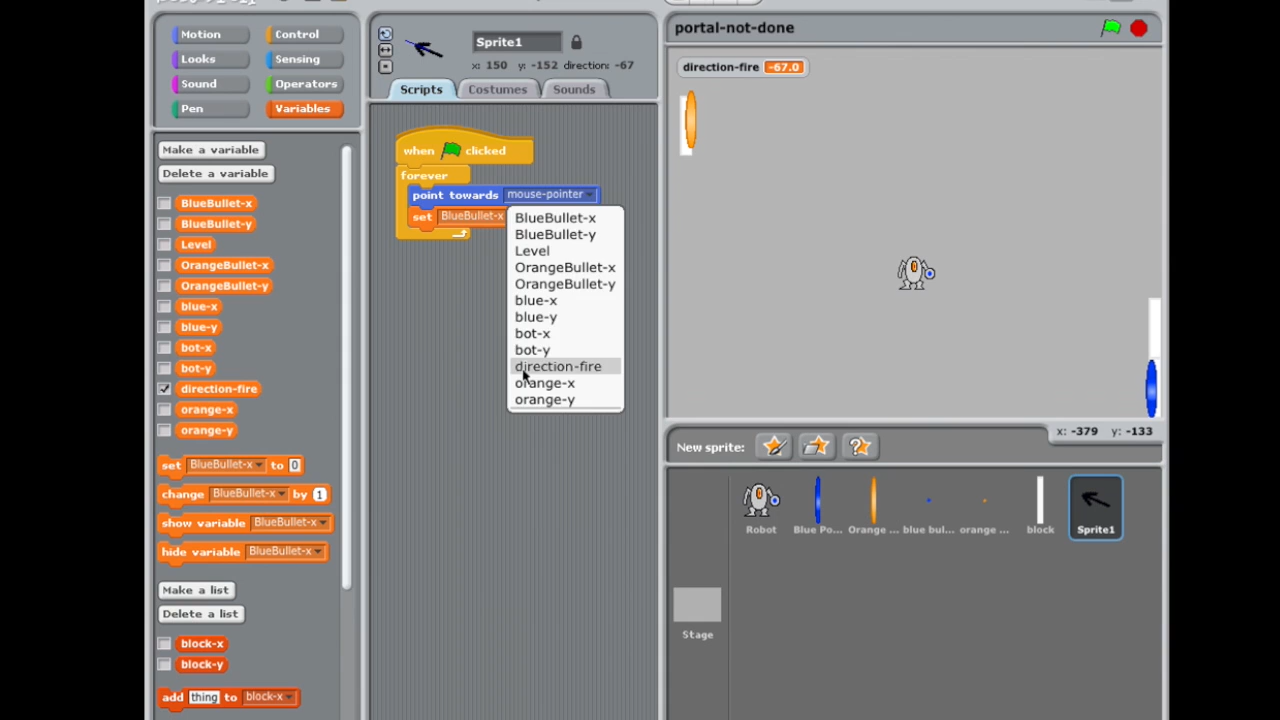 Motion
Control
Looks
Sensing
Sound
Operators
Pen
Variables
Make a variable
Delete a variable
BlueBullet-x
BlueBullet-y
Level
OrangeBullet-x
OrangeBullet-y
blue-x
blue-y
bot-x
bot-y
direction-fire
orange-x
orange-y
set BlueBullet-x to 0
change BlueBullet-x by 1
show variable BlueBullet-x
hide variable BlueBullet-x
Make a list
Delete a list
block-x
block-y
add thing to block-x
Sprite1
x: 150 y: -152 direction: -67
Scripts Costumes Sounds
when clicked
forever
point towards mouse-pointer
set BlueBullet-x
BlueBullet-x
BlueBullet-y
Level
OrangeBullet-x
OrangeBullet-y
blue-x
blue-y
bot-x
bot-y
direction-fire
orange-x
orange-y
portal-not-done
direction-fire -67.0
x: -379 y: -133
New sprite:
Robot Blue Po... Orange ... blue bul... orange ... block Sprite1
Stage